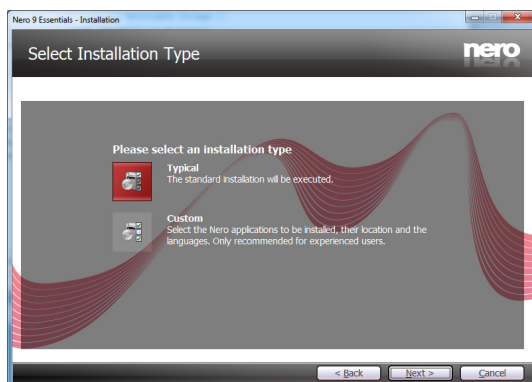 Nero 9 Essentials - Installation
Select Installation Type
nero
Please select an installation type
Typical
The standard installation will be executed.
Custom
Select the Nero applications to be installed, their location and the
languages. Only recommended for experienced users.
< Back
Next >
Cancel